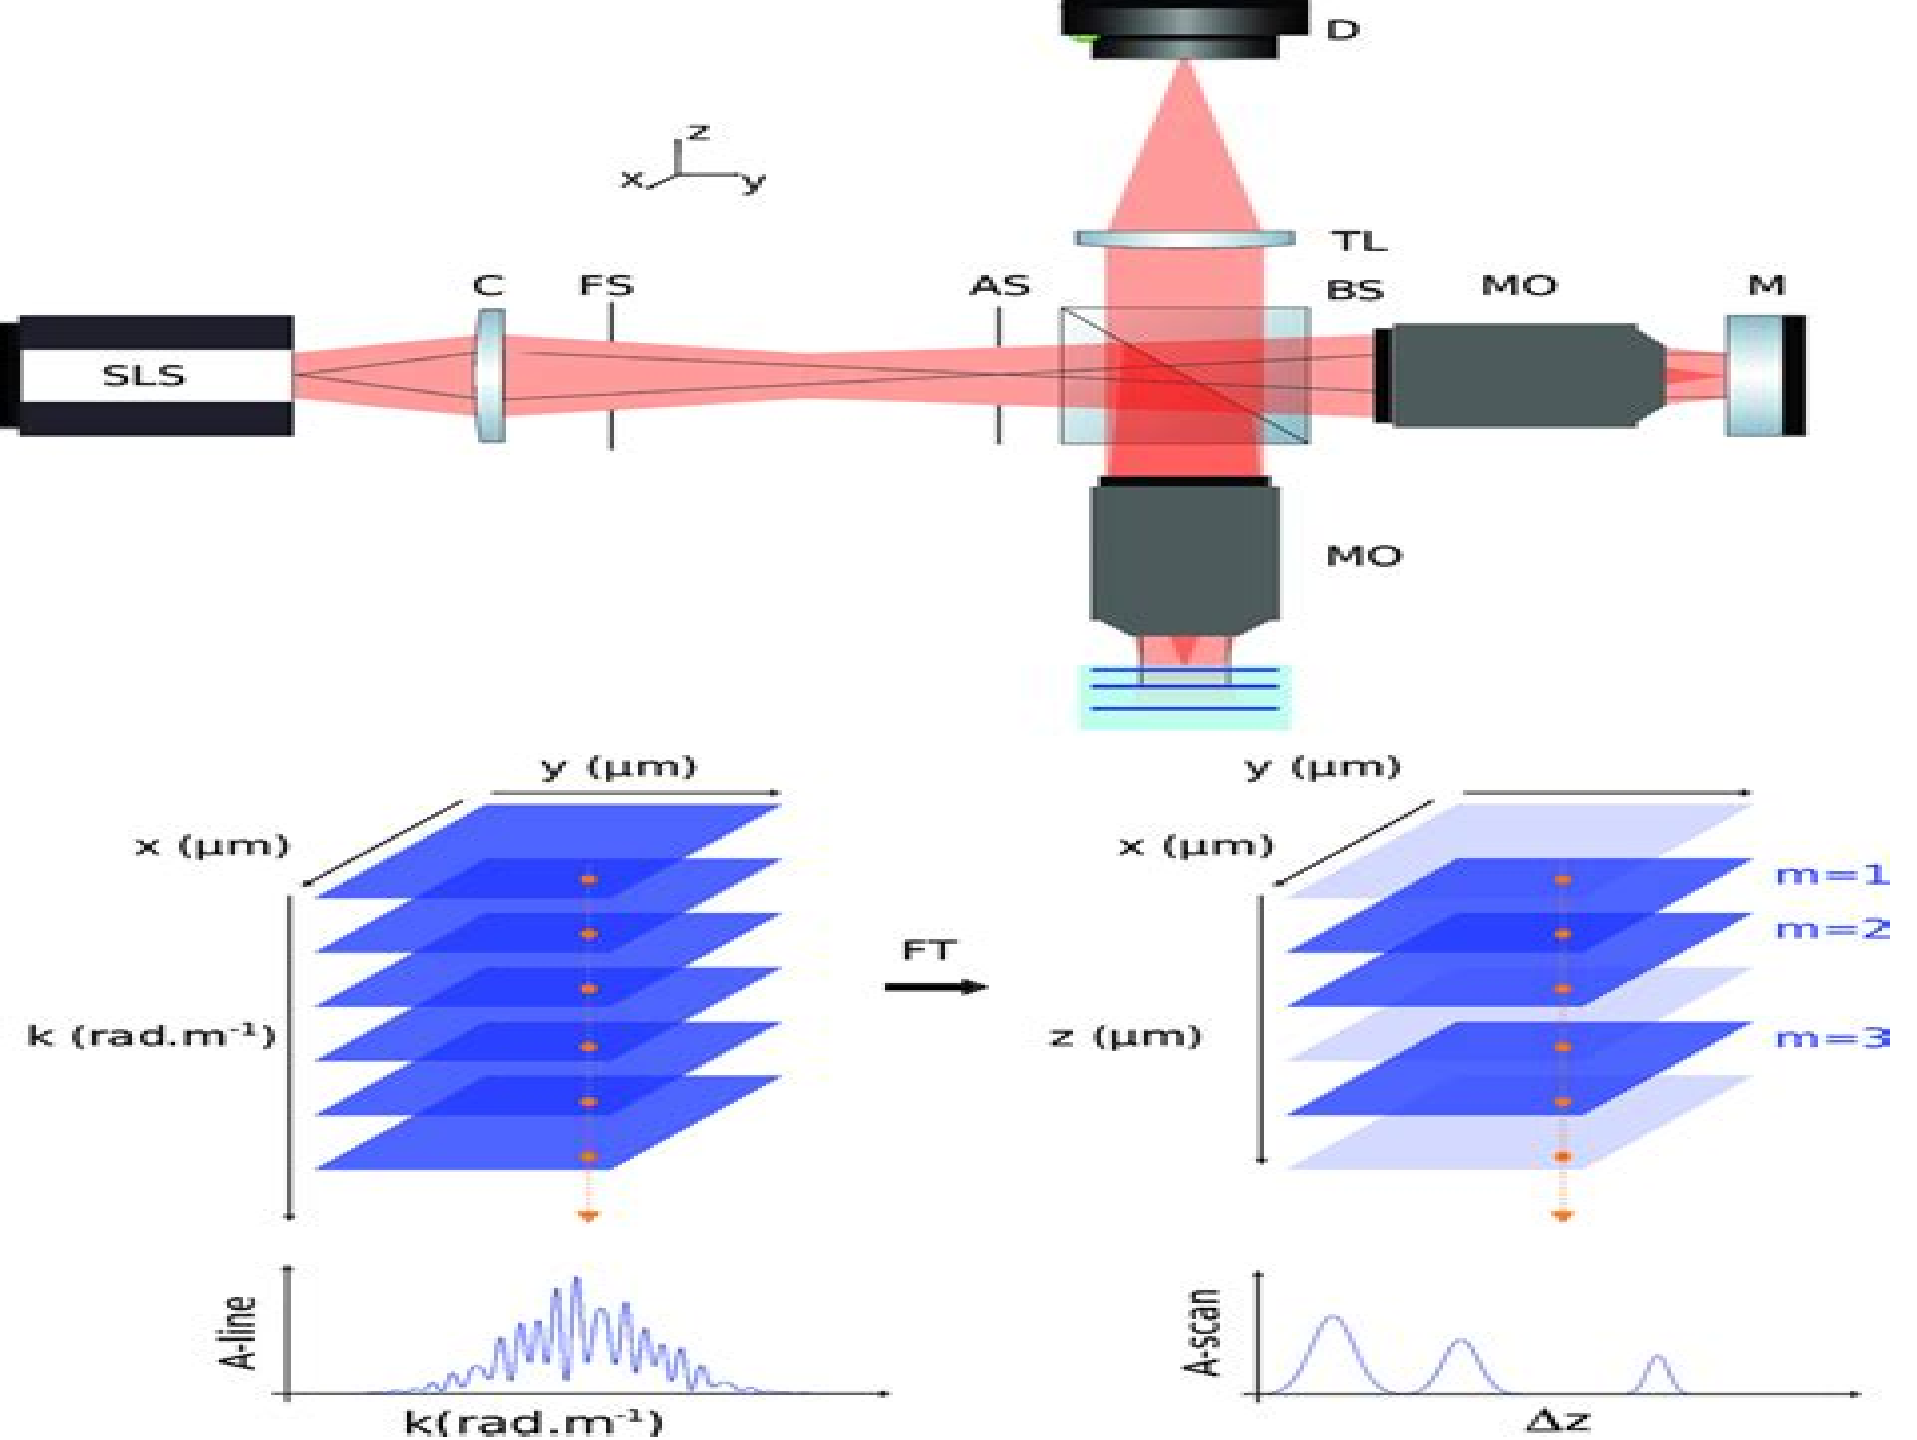 D
z
x
y
TL
C
FS
AS
BS
MO
M
SLS
MO
y (μm)
x (μm)
k (rad.m⁻¹)
FT
y (μm)
x (μm)
m=1
m=2
z (μm)
m=3
A-line
k(rad.m⁻¹)
A-scan
Δz